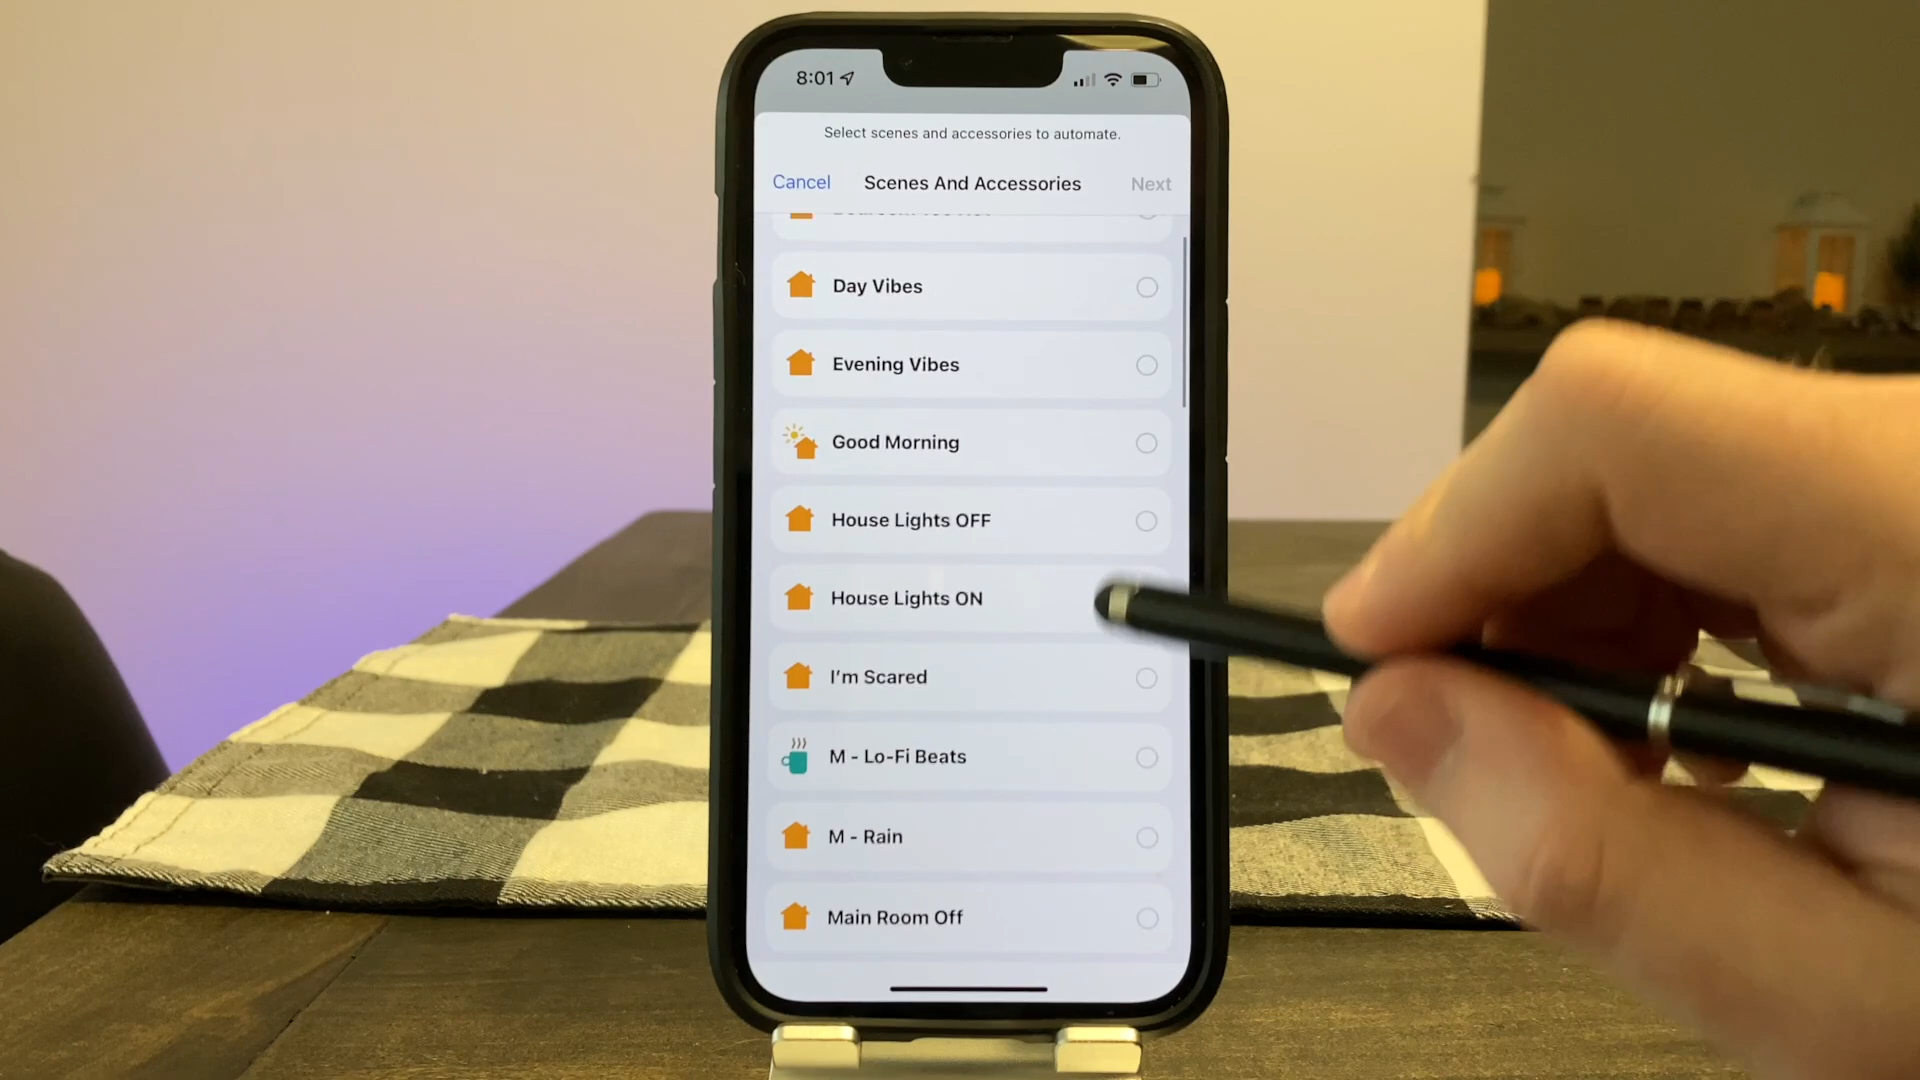 8:01
Select scenes and accessories to automate.
Cancel Scenes And Accessories Next
Day Vibes
Evening Vibes
Good Morning
House Lights OFF
House Lights ON
I'm Scared
M - Lo-Fi Beats
M - Rain
Main Room Off